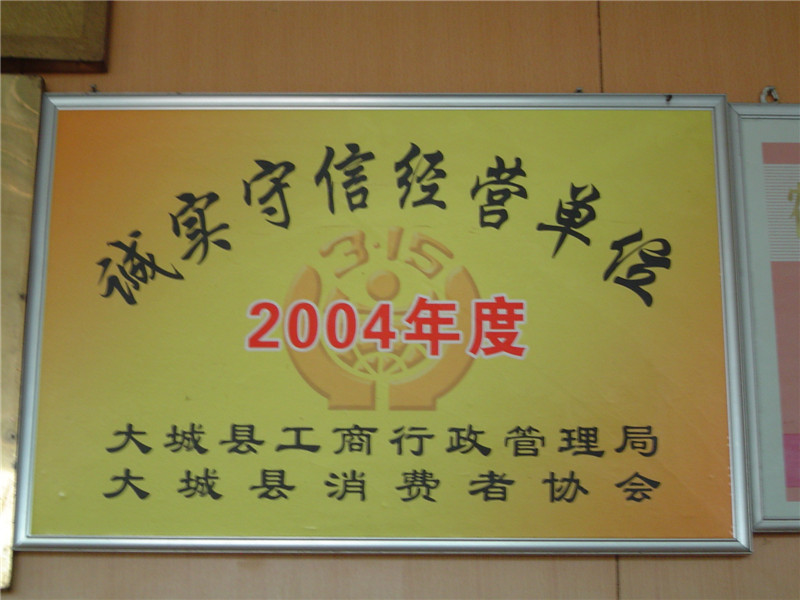 诚实守信经营单位
3·15
2004年度
大城县工商行政管理局
大城县消费者协会